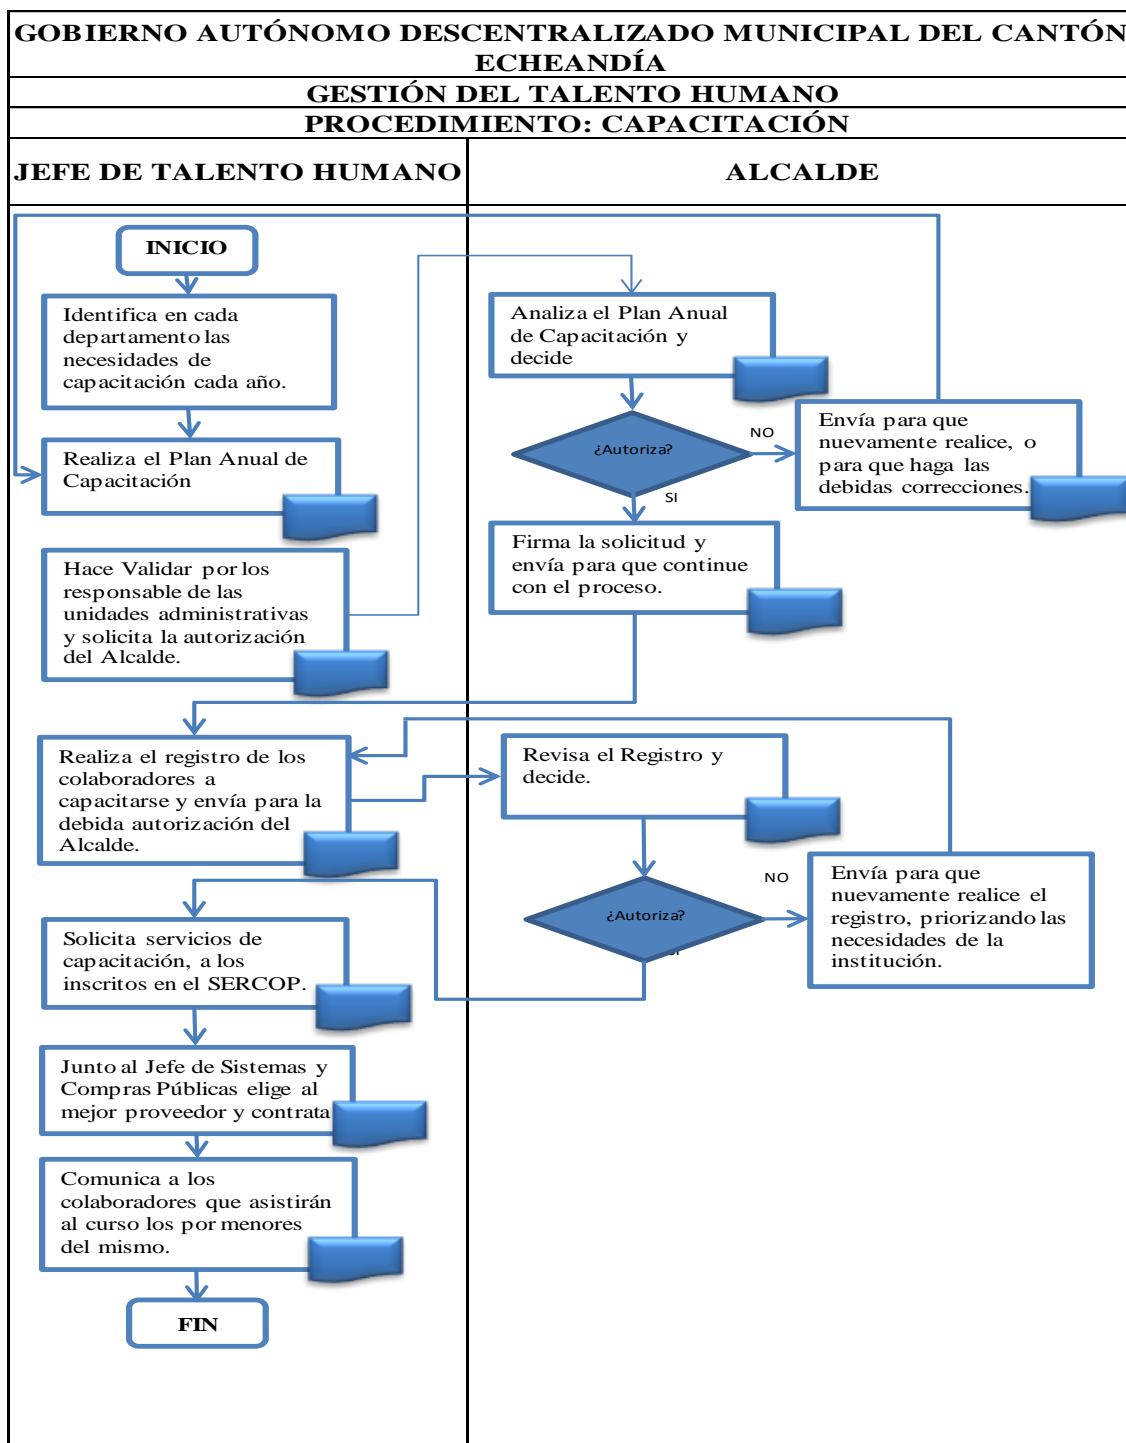 GOBIERNO AUTÓNOMO DESCENTRALIZADO MUNICIPAL DEL CANTÓN
ECHEANDÍA
GESTIÓN DEL TALENTO HUMANO
PROCEDIMIENTO: CAPACITACIÓN
JEFE DE TALENTO HUMANO
ALCALDE
INICIO
Identifica en cada
departamento las
necesidades de
capacitación cada año.
Realiza el Plan Anual de
Capacitación
Hace Validar por los
responsable de las
unidades administrativas
y solicita la autorización
del Alcalde.
Analiza el Plan Anual
de Capacitación y
decide
¿Autoriza?
NO
Envía para que
nuevamente realice, o
para que haga las
debidas correcciones.
SI
Firma la solicitud y
envía para que continue
con el proceso.
Realiza el registro de los
colaboradores a
capacitarse y envía para la
debida autorización del
Alcalde.
Revisa el Registro y
decide.
¿Autoriza?
NO
Envía para que
nuevamente realice el
registro, priorizando las
necesidades de la
institución.
Solicita servicios de
capacitación, a los
inscritos en el SERCOP.
Junto al Jefe de Sistemas y
Compras Públicas elige al
mejor proveedor y contrata
Comunica a los
colaboradores que asistirán
al curso los por menores
del mismo.
FIN